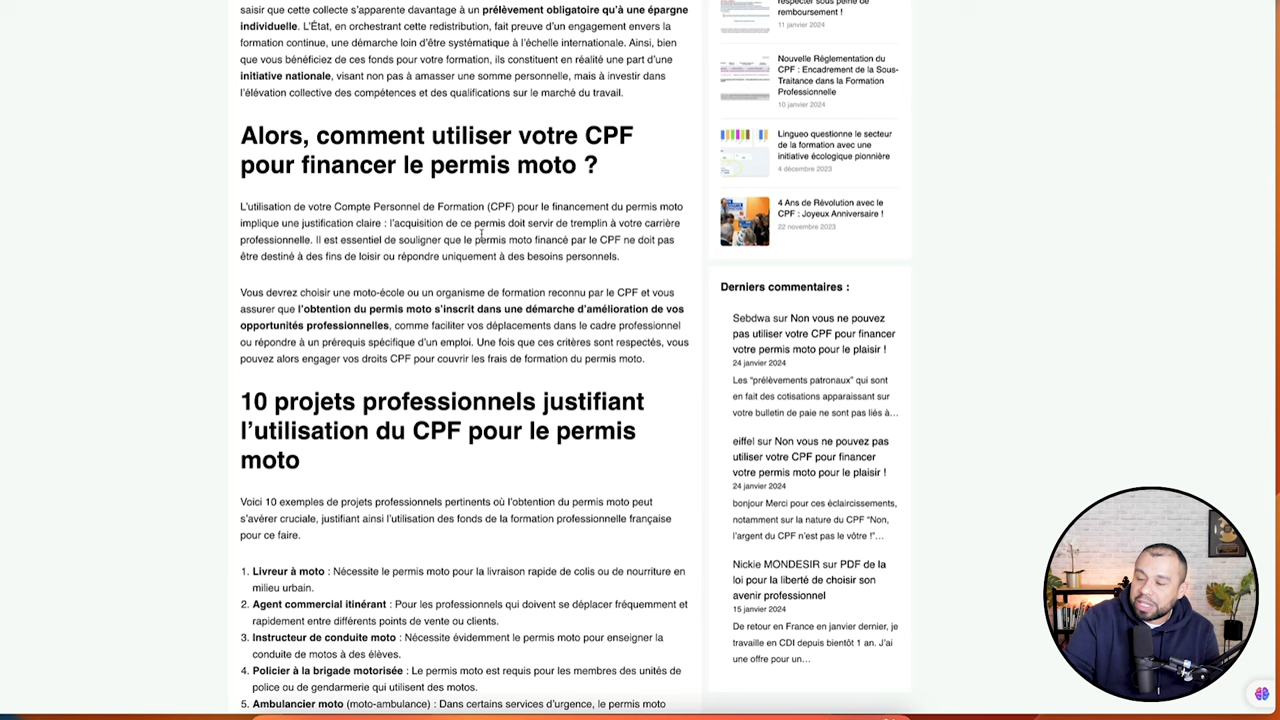 saisir que cette collecte s'apparente davantage à un prélèvement obligatoire qu'à une épargne
individuelle. L'État, en orchestrant cette redistribution, fait preuve d'un engagement envers la
formation continue, une démarche loin d'être systématique à l'échelle internationale. Ainsi, bien
que vous bénéficiez de ces fonds pour votre formation, ils constituent en réalité une part d'une
initiative nationale, visant non pas à amasser une somme personnelle, mais à investir dans
l'élévation collective des compétences et des qualifications sur le marché du travail.
Alors, comment utiliser votre CPF
pour financer le permis moto ?
L'utilisation de votre Compte Personnel de Formation (CPF) pour le financement du permis moto
implique une justification claire : l'acquisition de ce permis doit servir de tremplin à votre carrière
professionnelle. Il est essentiel de souligner que le permis moto financé par le CPF ne doit pas
être destiné à des fins de loisir ou répondre uniquement à des besoins personnels.
Vous devrez choisir une moto-école ou un organisme de formation reconnu par le CPF et vous
assurer que l'obtention du permis moto s'inscrit dans une démarche d'amélioration de vos
opportunités professionnelles, comme faciliter vos déplacements dans le cadre professionnel
ou répondre à un prérequis spécifique d'un emploi. Une fois que ces critères sont respectés, vous
pouvez alors engager vos droits CPF pour couvrir les frais de formation du permis moto.
10 projets professionnels justifiant
l'utilisation du CPF pour le permis
moto
Voici 10 exemples de projets professionnels pertinents où l'obtention du permis moto peut
s'avérer cruciale, justifiant ainsi l'utilisation des fonds de la formation professionnelle française
pour ce faire.
1. Livreur à moto : Nécessite le permis moto pour la livraison rapide de colis ou de nourriture en
milieu urbain.
2. Agent commercial itinérant : Pour les professionnels qui doivent se déplacer fréquemment et
rapidement entre différents points de vente ou clients.
3. Instructeur de conduite moto : Nécessite évidemment le permis moto pour enseigner la
conduite de motos à des élèves.
4. Policier à la brigade motorisée : Le permis moto est requis pour les membres des unités de
police ou de gendarmerie qui utilisent des motos.
5. Ambulancier moto (moto-ambulance) : Dans certains services d'urgence, le permis moto
respecter sous peine de
remboursement !
11 janvier 2024
Nouvelle Réglementation du
CPF : Encadrement de la Sous-
Traitance dans la Formation
Professionnelle
10 janvier 2024
Lingueo questionne le secteur
de la formation avec une
initiative écologique pionnière
4 décembre 2023
4 Ans de Révolution avec le
CPF : Joyeux Anniversaire !
22 novembre 2023
Derniers commentaires :
Sebdwa sur Non vous ne pouvez
pas utiliser votre CPF pour financer
votre permis moto pour le plaisir !
24 janvier 2024
Les “prélèvements patronaux” qui sont
en fait des cotisations apparaissant sur
votre bulletin de paie ne sont pas liés à…
eiffel sur Non vous ne pouvez pas
utiliser votre CPF pour financer
votre permis moto pour le plaisir !
24 janvier 2024
bonjour Merci pour ces éclaircissements,
notamment sur la nature du CPF “Non,
l'argent du CPF n'est pas le vôtre !”…
Nickie MONDESIR sur PDF de la
loi pour la liberté de choisir son
avenir professionnel
15 janvier 2024
De retour en France en janvier dernier, je
travaille en CDI depuis bientôt 1 an. J'ai
une offre pour un…